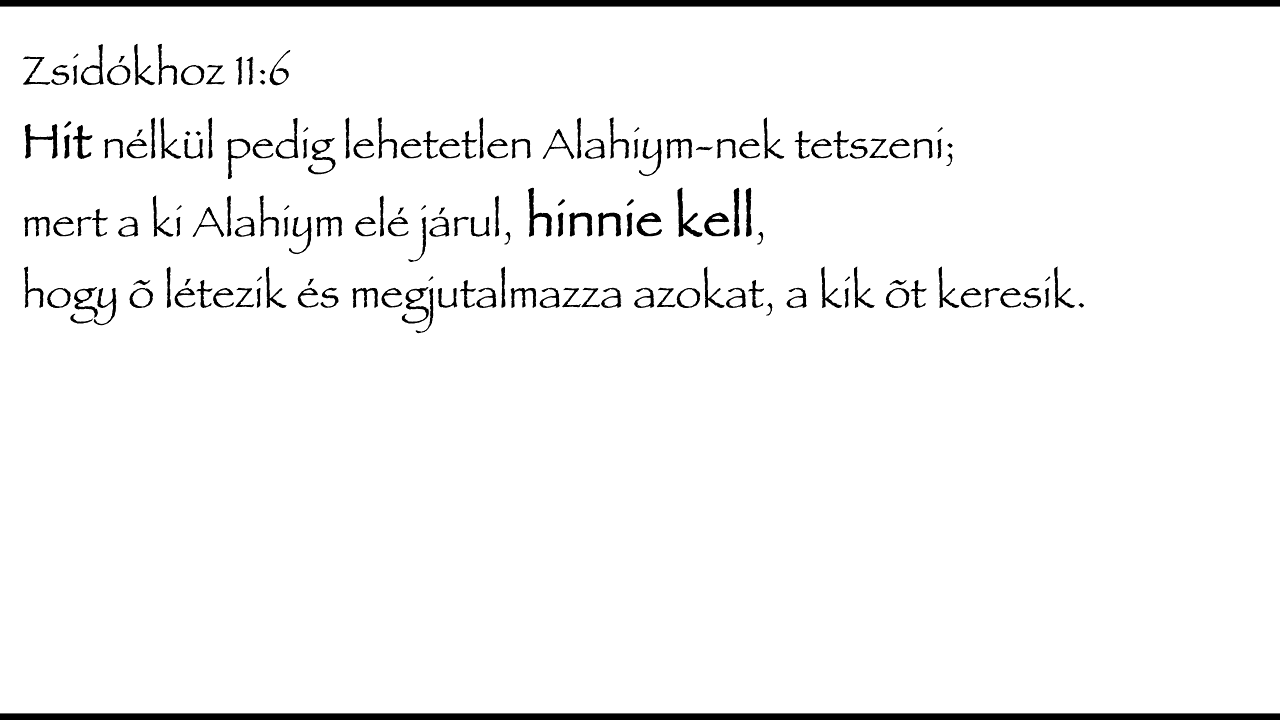 Zsidókhoz 11:6
Hit nélkül pedig lehetetlen Alahiym-nek tetszeni;
mert a ki Alahiym elé járul, hinnie kell,
hogy õ létezik és megjutalmazza azokat, a kik õt keresik.